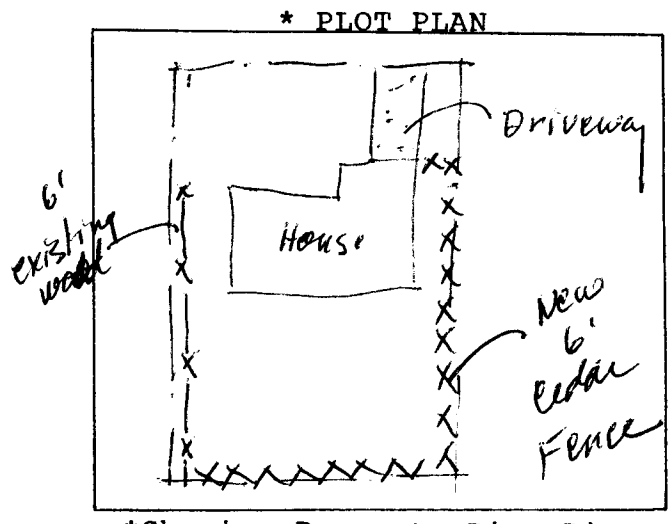 * PLOT PLAN
Driveway
6'
existing
wood
House
New
6'
Cedar
Fence